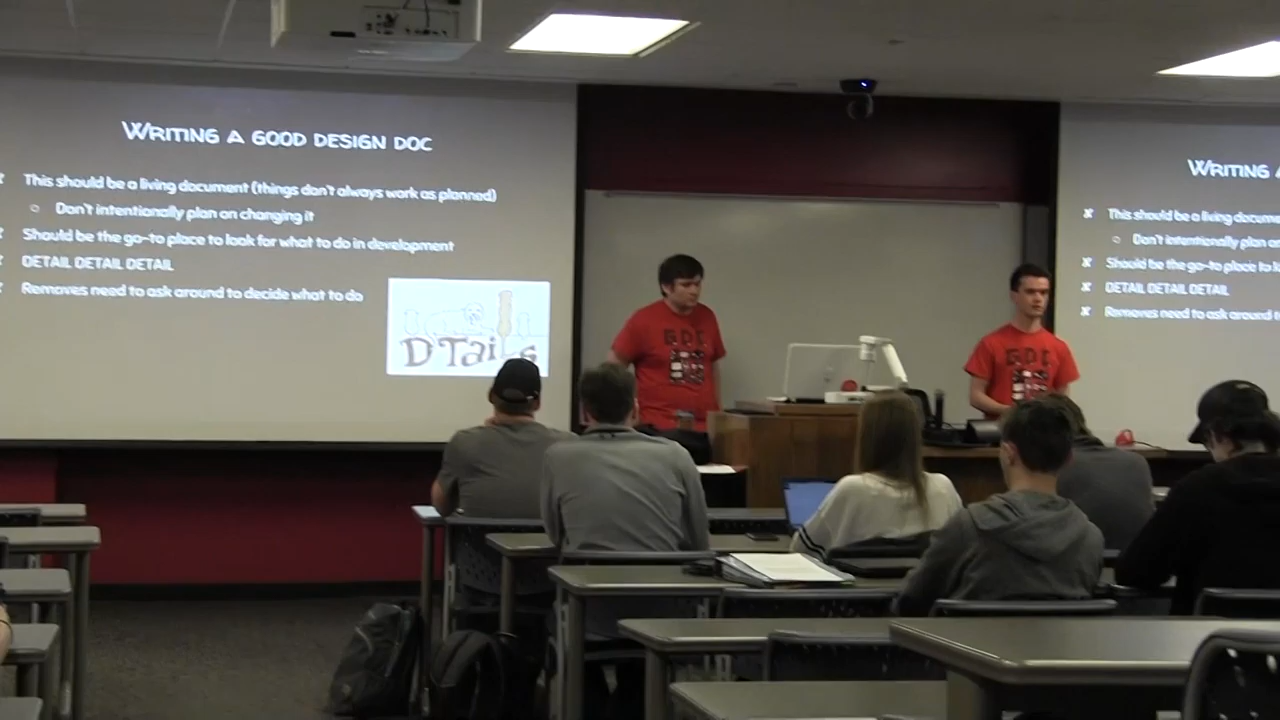 WRITING A GOOD DESIGN DOC
This should be a living document (things don't always work as planned)
Don't intentionally plan on changing it
Should be the go-to place to look for what to do in development
DETAIL DETAIL DETAIL
Removes need to ask around to decide what to do
D Tails
GDC
GDC
WRITING
This should be a living
Don't intentionally plan
Should be the go-to place to
DETAIL DETAIL DETAIL
Removes need to ask around